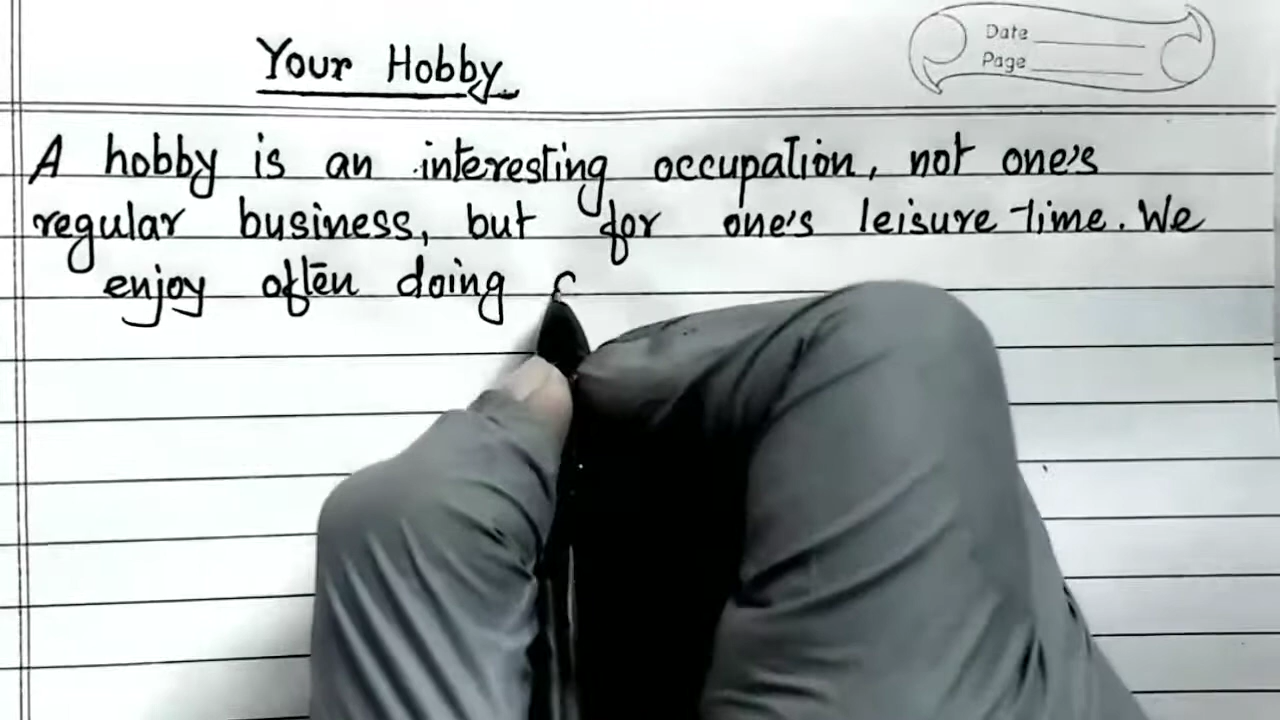 Your Hobby
Date
Page
A hobby is an interesting occupation, not one's
regular business, but for one's leisure time. We
enjoy often doing